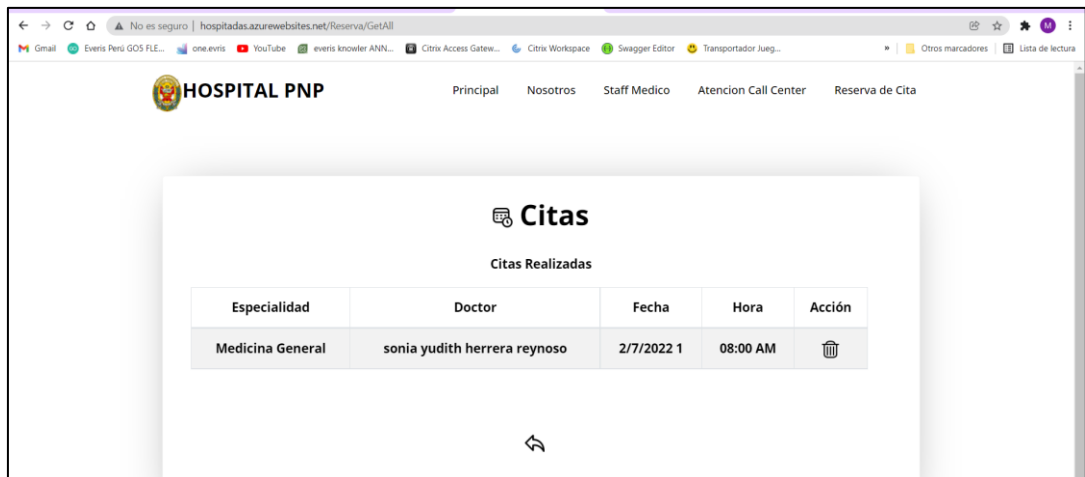 No es seguro | hospitadas.azurewebsites.net/Reserva/GetAll
M
Gmail Everis Perú GOS FLE... one.evris YouTube everis knowler ANN... Citrix Access Gatew... Citrix Workspace Swagger Editor Transportador Jueg... » Otros marcadores Lista de lectura
HOSPITAL PNP Principal Nosotros Staff Medico Atencion Call Center Reserva de Cita
Citas
Citas Realizadas
Especialidad Doctor Fecha Hora Acción
Medicina General sonia yudith herrera reynoso 2/7/2022 1 08:00 AM